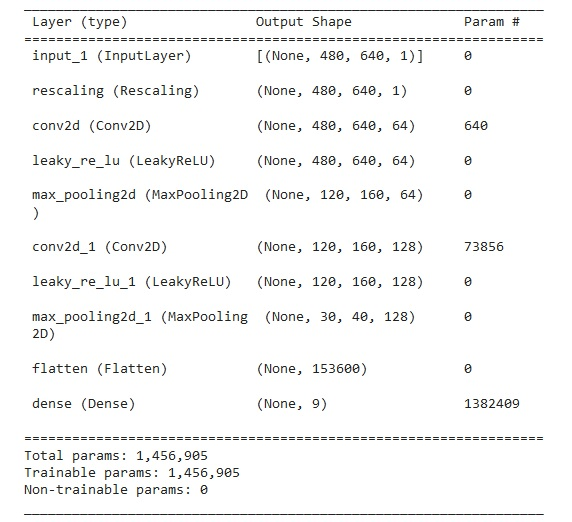 Layer (type) Output Shape Param #
input_1 (InputLayer) [(None, 480, 640, 1)] 0
rescaling (Rescaling) (None, 480, 640, 1) 0
conv2d (Conv2D) (None, 480, 640, 64) 640
leaky_re_lu (LeakyReLU) (None, 480, 640, 64) 0
max_pooling2d (MaxPooling2D (None, 120, 160, 64) 0
)
conv2d_1 (Conv2D) (None, 120, 160, 128) 73856
leaky_re_lu_1 (LeakyReLU) (None, 120, 160, 128) 0
max_pooling2d_1 (MaxPooling (None, 30, 40, 128) 0
2D)
flatten (Flatten) (None, 153600) 0
dense (Dense) (None, 9) 1382409
Total params: 1,456,905
Trainable params: 1,456,905
Non-trainable params: 0